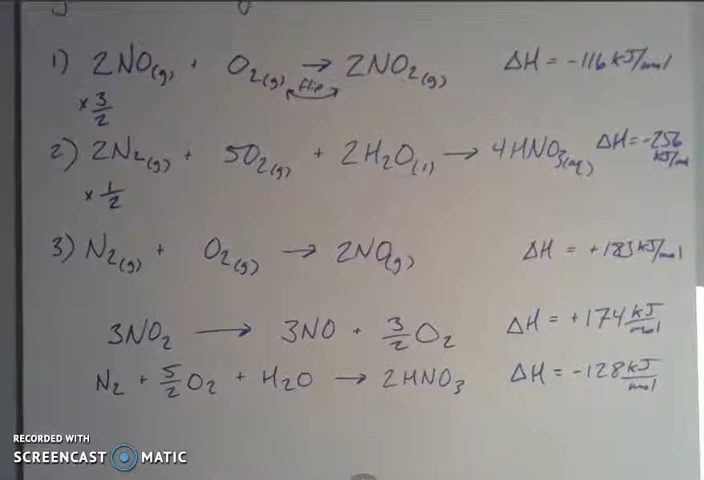 1) 2NO(g) + O2(g) → 2NO2(g) ΔH = -116 kJ/mol
flip
× 3/2
2) 2N2(g) + 5O2(g) + 2H2O(l) → 4HNO3(aq) ΔH = -256 kJ/mol
× 1/2
3) N2(g) + O2(g) → 2NO(g) ΔH = +183 kJ/mol
3NO2 → 3NO + 3/2 O2 ΔH = +174 kJ/mol
N2 + 5/2 O2 + H2O → 2HNO3 ΔH = -128 kJ/mol
RECORDED WITH
SCREENCAST MATIC